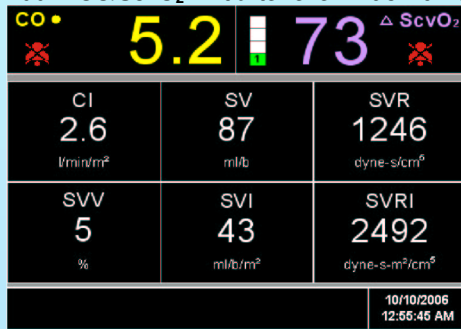 CO
5.2
1
73
△ ScvO₂
CI
2.6
l/min/m²
SV
87
ml/b
SVR
1246
dyne-s/cm⁵
SVV
5
%
SVI
43
ml/b/m²
SVRI
2492
dyne-s-m²/cm⁵
10/10/2006
12:55:45 AM